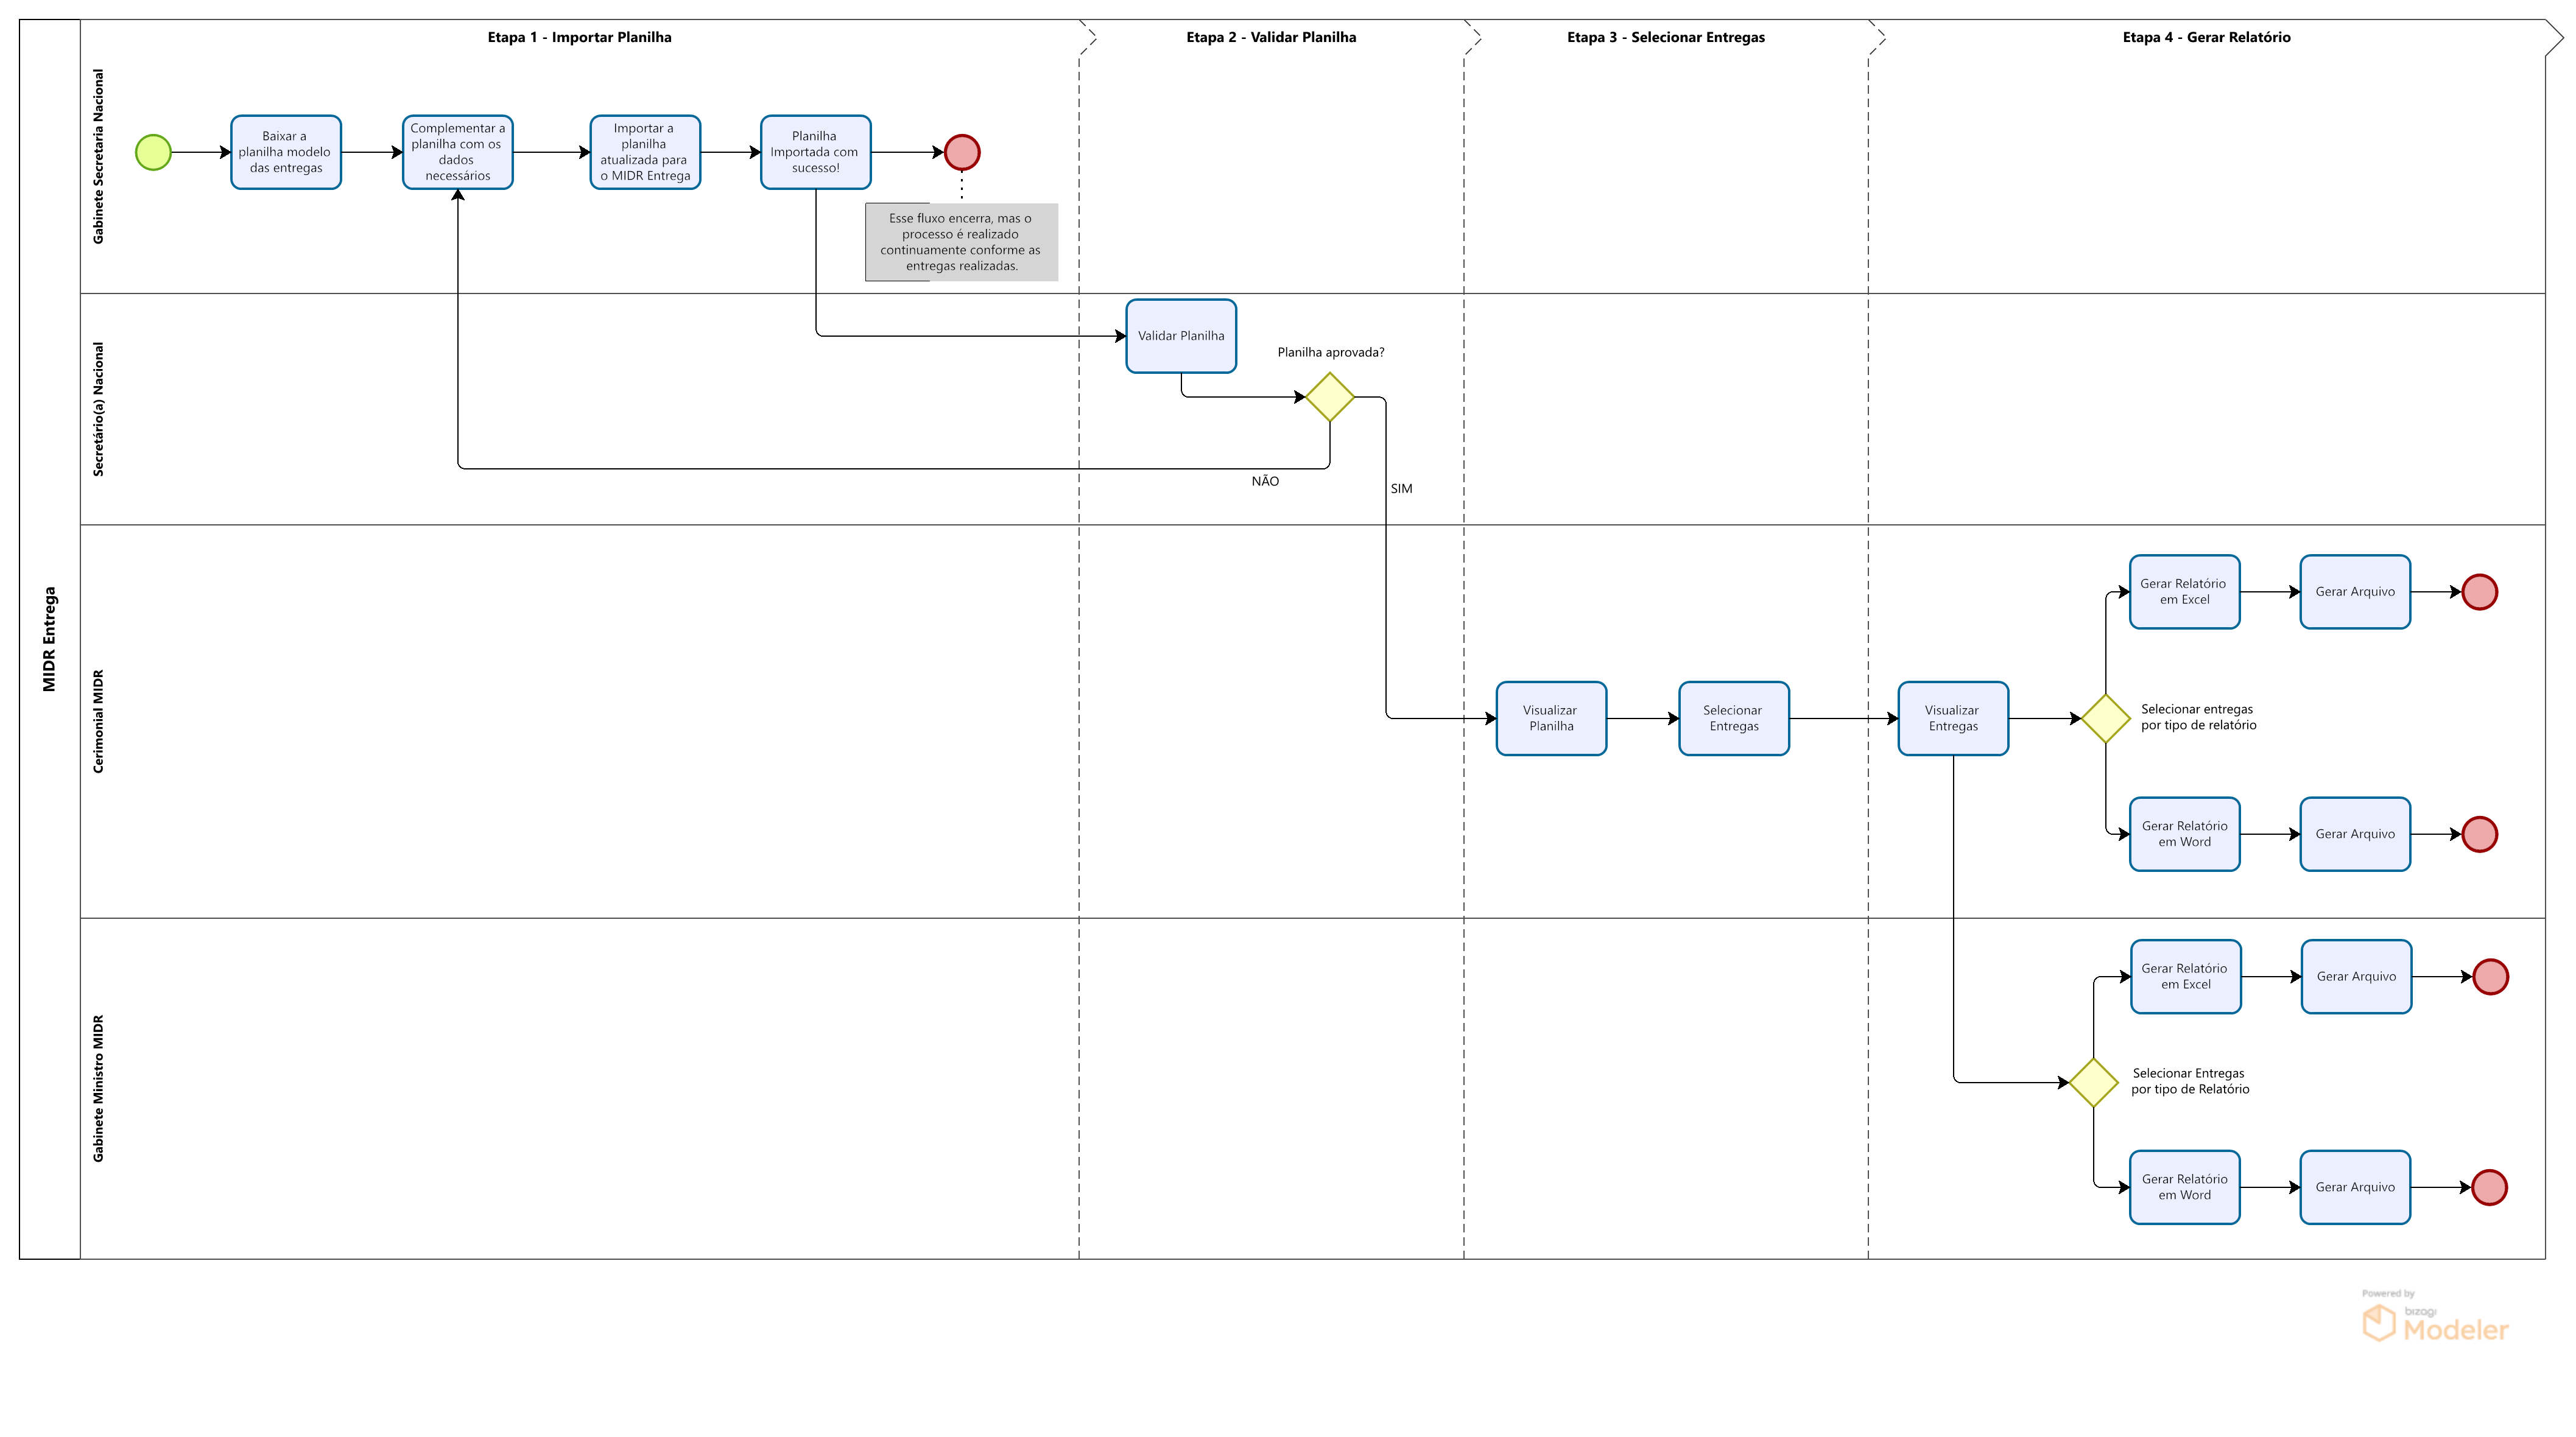 Etapa 1 - Importar Planilha
Etapa 2 - Validar Planilha
Etapa 3 - Selecionar Entregas
Etapa 4 - Gerar Relatório
MIDR Entrega
Gabinete Secretaria Nacional
Baixar a
planilha modelo
das entregas
Complementar a
planilha com os
dados
necessários
Importar a
planilha
atualizada para
o MIDR Entrega
Planilha
Importada com
sucesso!
Esse fluxo encerra, mas o
processo é realizado
continuamente conforme as
entregas realizadas.
Secretário(a) Nacional
Validar Planilha
Planilha aprovada?
NÃO
SIM
Cerimonial MIDR
Visualizar
Planilha
Selecionar
Entregas
Visualizar
Entregas
Selecionar entregas
por tipo de relatório
Gerar Relatório
em Excel
Gerar Arquivo
Gerar Relatório
em Word
Gerar Arquivo
Gabinete Ministro MIDR
Selecionar Entregas
por tipo de Relatório
Gerar Relatório
em Excel
Gerar Arquivo
Gerar Relatório
em Word
Gerar Arquivo
Powered by
bizagi
Modeler